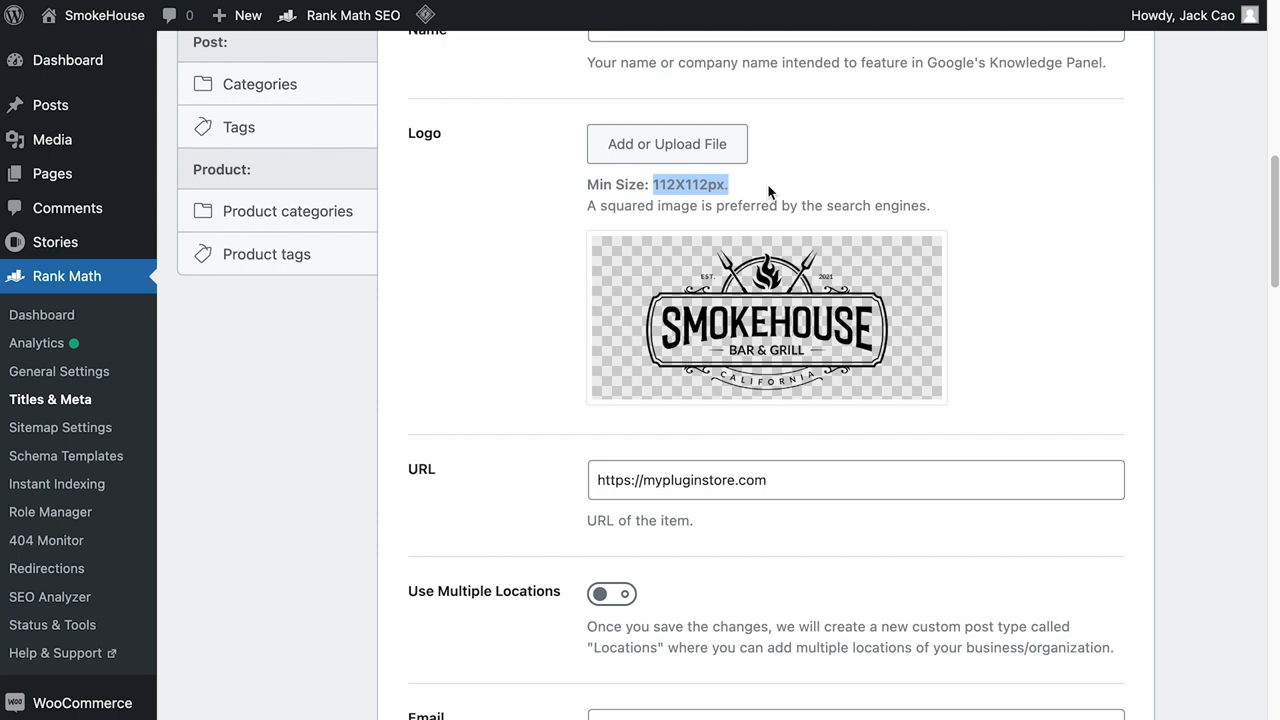 SmokeHouse
0
New
Rank Math SEO
Howdy, Jack Cao
Dashboard
Posts
Media
Pages
Comments
Stories
Rank Math
Dashboard
Analytics
General Settings
Titles & Meta
Sitemap Settings
Schema Templates
Instant Indexing
Role Manager
404 Monitor
Redirections
SEO Analyzer
Status & Tools
Help & Support
WOO WooCommerce
Post:
Categories
Tags
Product:
Product categories
Product tags
Name
Your name or company name intended to feature in Google's Knowledge Panel.
Logo
Add or Upload File
Min Size: 112X112px.
A squared image is preferred by the search engines.
EST. 2021
SMOKEHOUSE
BAR & GRILL
CALIFORNIA
URL
https://mypluginstore.com
URL of the item.
Use Multiple Locations
Once you save the changes, we will create a new custom post type called
"Locations" where you can add multiple locations of your business/organization.
Email